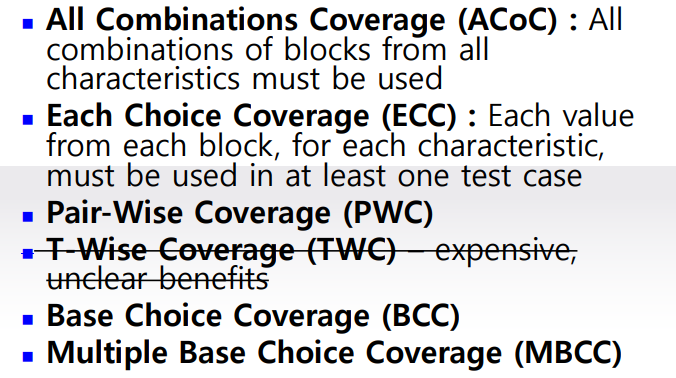 All Combinations Coverage (ACoC) : All
combinations of blocks from all
characteristics must be used
Each Choice Coverage (ECC) : Each value
from each block, for each characteristic,
must be used in at least one test case
Pair-Wise Coverage (PWC)
T-Wise Coverage (TWC) – expensive,
unclear benefits
Base Choice Coverage (BCC)
Multiple Base Choice Coverage (MBCC)